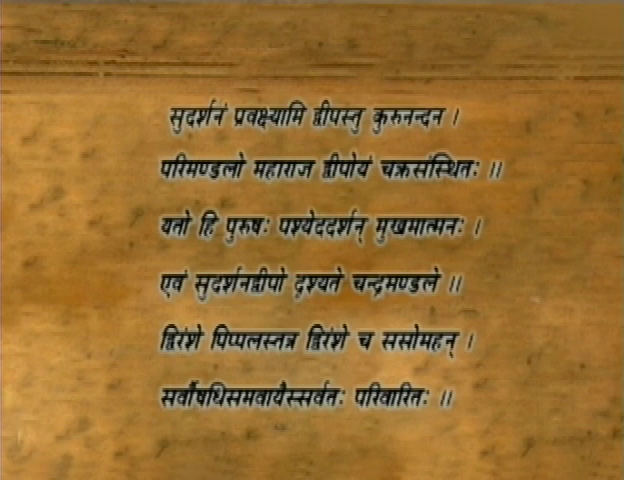 सुदर्शनं प्रवक्ष्यामि द्वीपस्तु कुरुनन्दन ।
परिमण्डलो महाराज द्वीपोयं चक्रसंस्थितः ॥
यतो हि पुरुषः पश्येददर्शन् मुखमात्मनः ।
एवं सुदर्शनद्वीपो दृश्यते चन्द्रमण्डले ॥
द्विरंशे पिप्पलस्तत्र द्विरंशे च ससोमहन् ।
सर्वौषधिसमवायैस्सर्वतः परिवारितः ॥